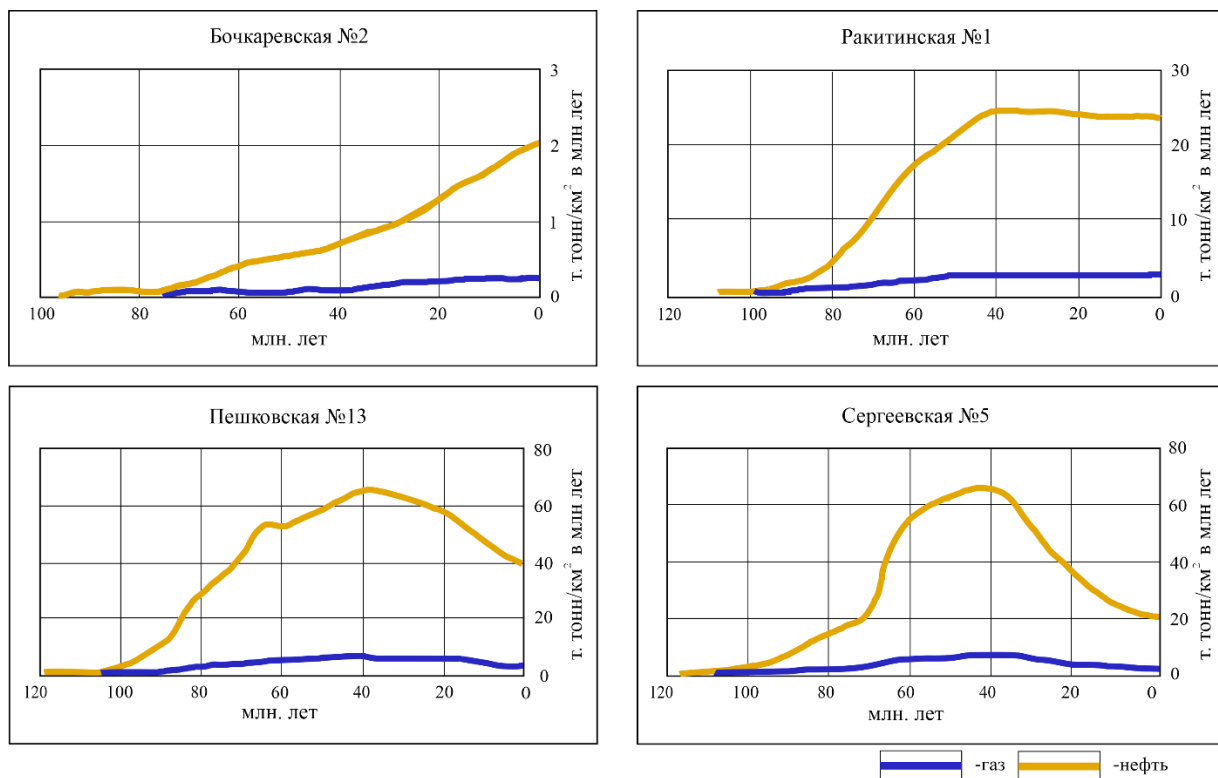 Бочкаревская №2
3
2
1
0
т. тонн/км² в млн лет
100 80 60 40 20 0
млн. лет
Ракитинская №1
30
20
10
0
т. тонн/км² в млн лет
120 100 80 60 40 20 0
млн. лет
Пешковская №13
80
60
40
20
0
т. тонн/км² в млн лет
120 100 80 60 40 20 0
млн. лет
Сергеевская №5
80
60
40
20
0
т. тонн/км² в млн лет
120 100 80 60 40 20 0
млн. лет
-газ -нефть